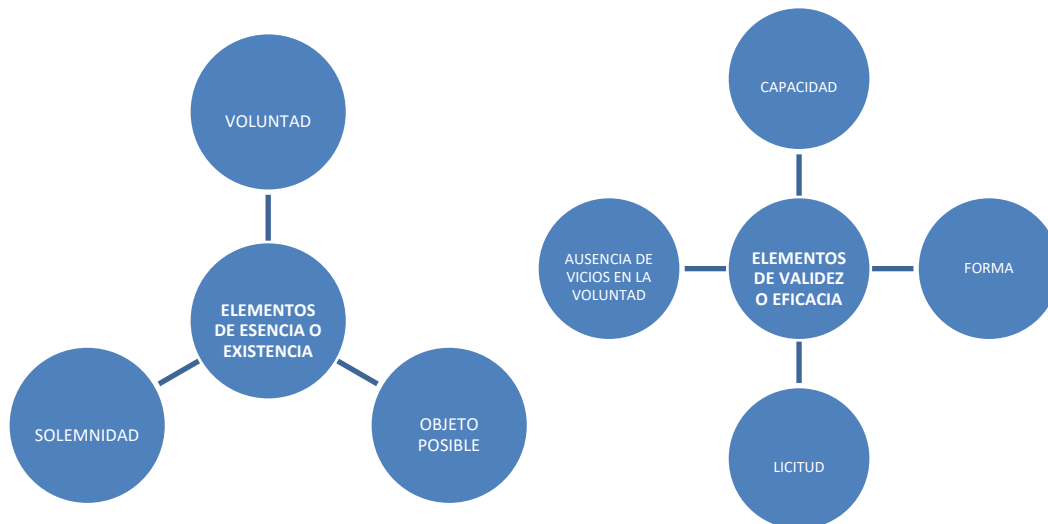 VOLUNTAD
ELEMENTOS
DE ESENCIA O
EXISTENCIA
SOLEMNIDAD
OBJETO
POSIBLE
CAPACIDAD
AUSENCIA DE
VICIOS EN LA
VOLUNTAD
ELEMENTOS
DE VALIDEZ
O EFICACIA
FORMA
LICITUD